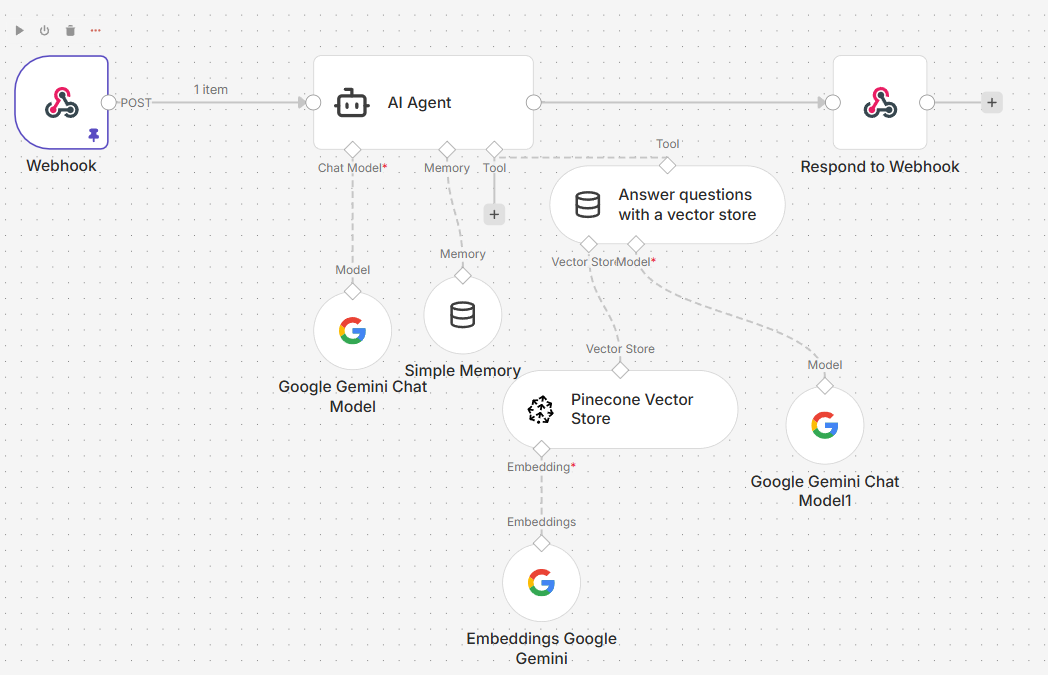 POST
1 item
AI Agent
Webhook
Respond to Webhook
Chat Model*
Memory
Tool
Tool
Answer questions
with a vector store
Vector Store
Model*
Memory
Model
Simple Memory
Google Gemini Chat
Model
Vector Store
Pinecone Vector
Store
Model
Google Gemini Chat
Model1
Embedding*
Embeddings
Embeddings Google
Gemini